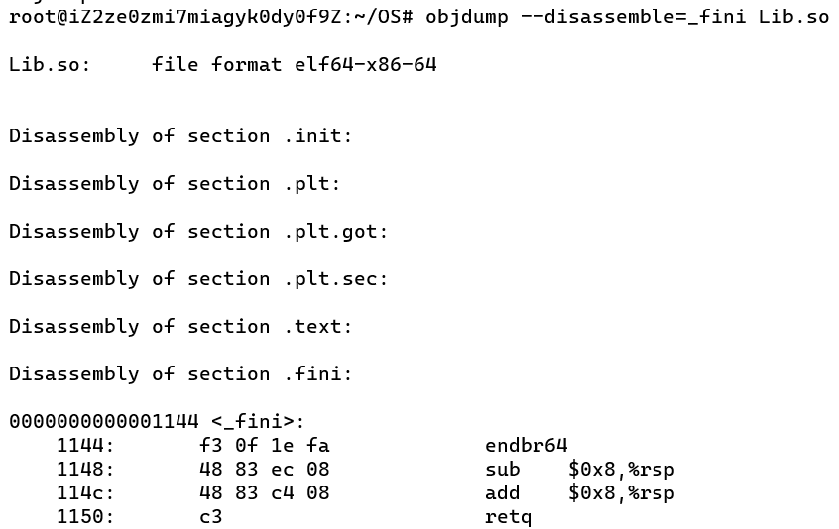 root@iZ2ze0zmi7miagyk0dy0f9Z:~/OS# objdump --disassemble=_fini Lib.so
Lib.so:     file format elf64-x86-64
Disassembly of section .init:
Disassembly of section .plt:
Disassembly of section .plt.got:
Disassembly of section .plt.sec:
Disassembly of section .text:
Disassembly of section .fini:
0000000000001144 <_fini>:
    1144:       f3 0f 1e fa             endbr64
    1148:       48 83 ec 08             sub    $0x8,%rsp
    114c:       48 83 c4 08             add    $0x8,%rsp
    1150:       c3                      retq